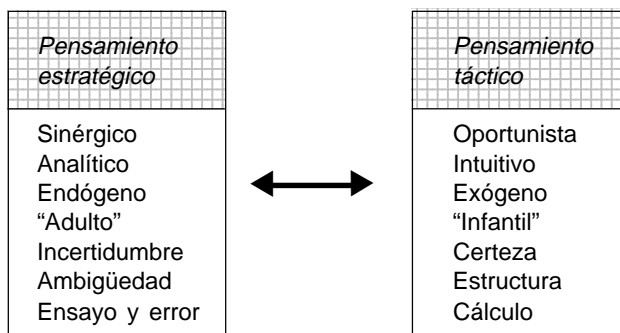 Pensamiento
estratégico
Sinérgico
Analítico
Endógeno
“Adulto”
Incertidumbre
Ambigüedad
Ensayo y error
Pensamiento
táctico
Oportunista
Intuitivo
Exógeno
“Infantil”
Certeza
Estructura
Cálculo